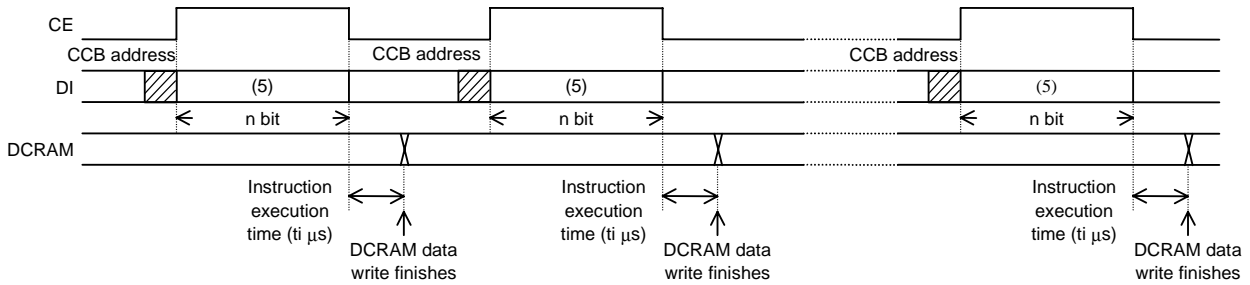 CE
CCB address CCB address CCB address
DI (5) (5) (5)
n bit n bit n bit
DCRAM
Instruction Instruction Instruction
execution execution execution
time (ti μs) time (ti μs) time (ti μs)
DCRAM data DCRAM data DCRAM data
write finishes write finishes write finishes